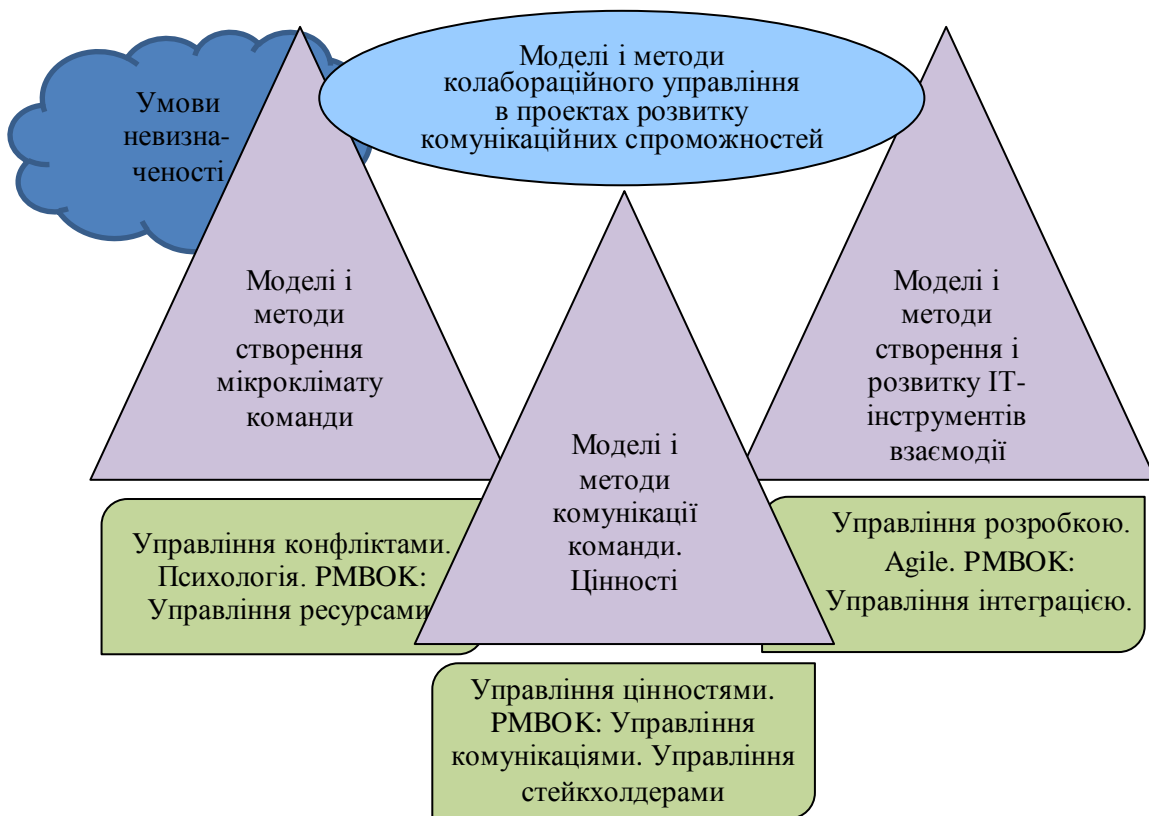 Умови
невизна-
ченості
Моделі і методи
колабораційного управління
в проектах розвитку
комунікаційних спроможностей
Моделі і
методи
створення
мікроклімату
команди
Моделі і
методи
комунікації
команди.
Цінності
Моделі і
методи
створення і
розвитку ІТ-
інструментів
взаємодії
Управління конфліктами.
Психологія. PMBOK:
Управління ресурсами
Управління цінностями.
PMBOK: Управління
комунікаціями. Управління
стейкхолдерами
Управління розробкою.
Agile. PMBOK:
Управління інтеграцією.